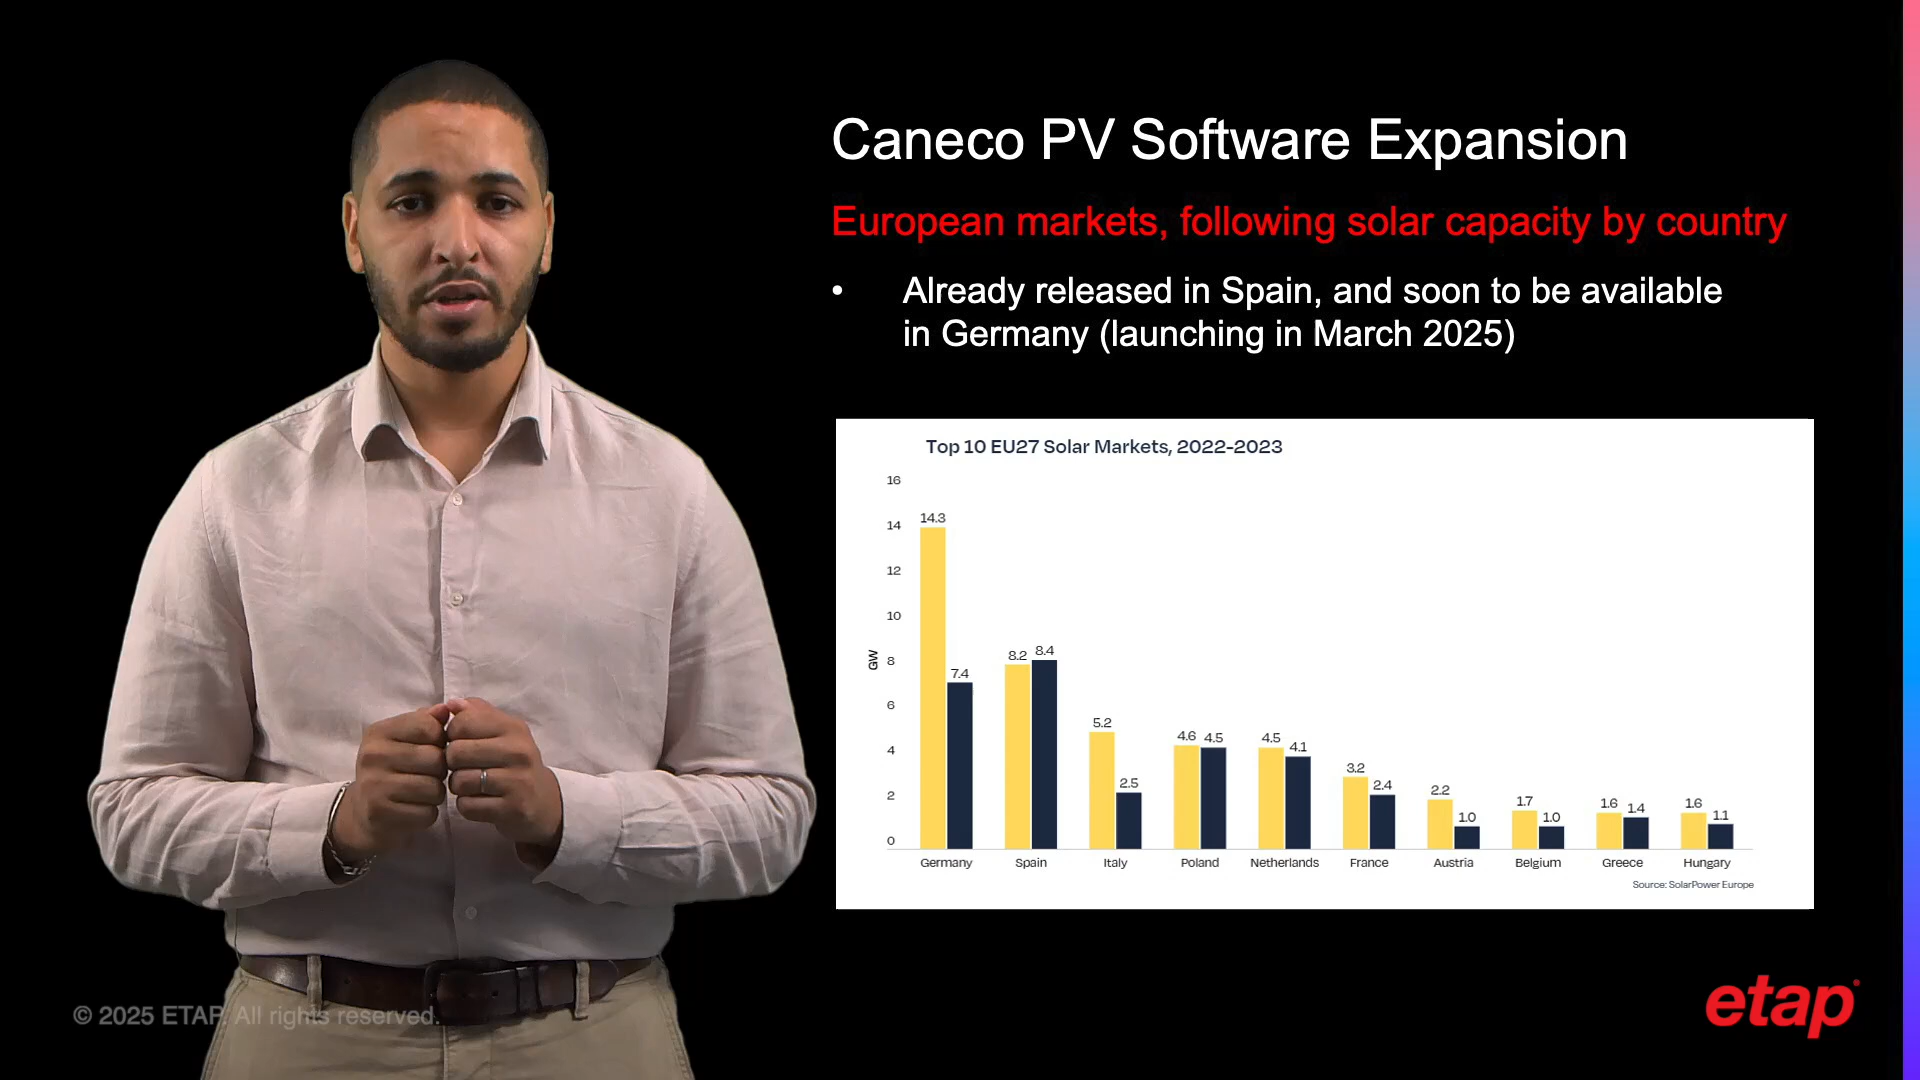 Caneco PV Software Expansion
European markets, following solar capacity by country
• Already released in Spain, and soon to be available
in Germany (launching in March 2025)
Top 10 EU27 Solar Markets, 2022-2023
16
14
12
10
8
6
4
2
0
GW
14.3 7.4
8.2 8.4
5.2 2.5
4.6 4.5
4.5 4.1
3.2 2.4
2.2 1.0
1.7 1.0
1.6 1.4
1.6 1.1
Germany Spain Italy Poland Netherlands France Austria Belgium Greece Hungary
Source: SolarPower Europe
© 2025 ETAP. All rights reserved.
etap